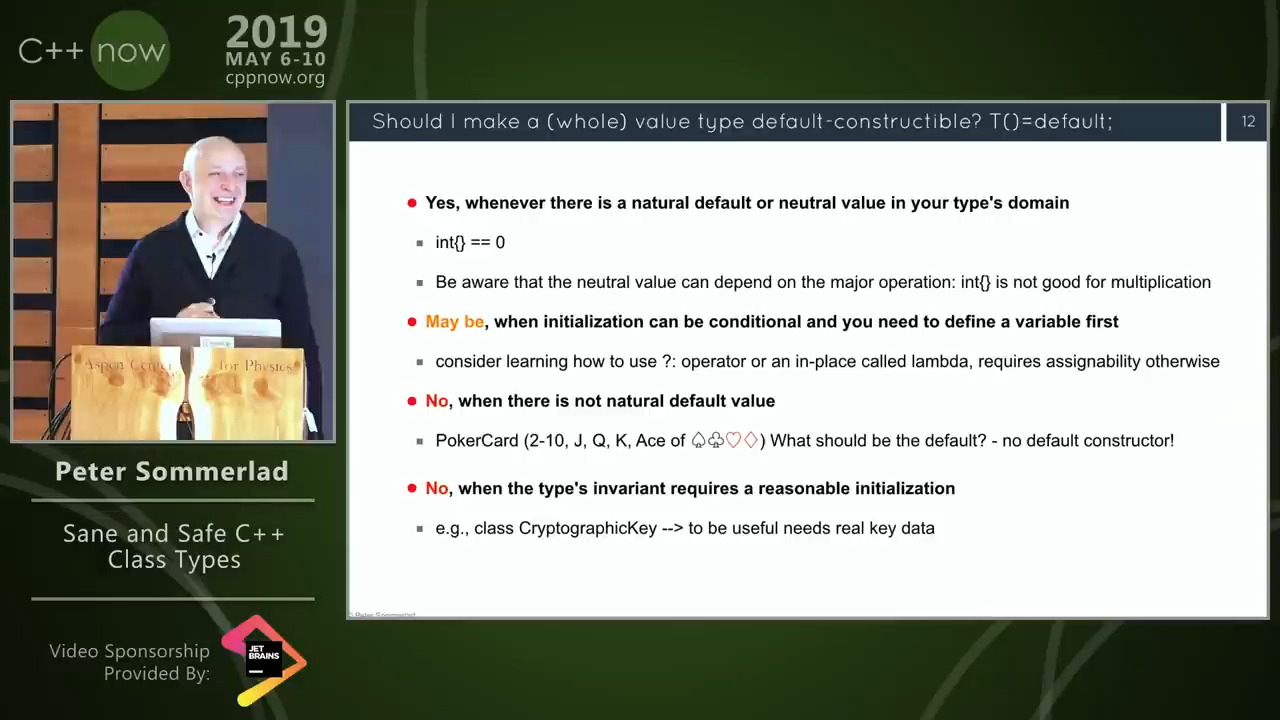 C++ now
2019
MAY 6-10
cppnow.org
Should I make a (whole) value type default-constructible? T()=default;
12
Yes, whenever there is a natural default or neutral value in your type's domain
int{} == 0
Be aware that the neutral value can depend on the major operation: int{} is not good for multiplication
May be, when initialization can be conditional and you need to define a variable first
consider learning how to use ?: operator or an in-place called lambda, requires assignability otherwise
No, when there is not natural default value
PokerCard (2-10, J, Q, K, Ace of ♤♧♡♢) What should be the default? - no default constructor!
No, when the type's invariant requires a reasonable initialization
e.g., class CryptographicKey --> to be useful needs real key data
© Peter Sommerlad
Aspen Center for Physics
Peter Sommerlad
Sane and Safe C++
Class Types
Video Sponsorship
Provided By:
JET
BRAINS